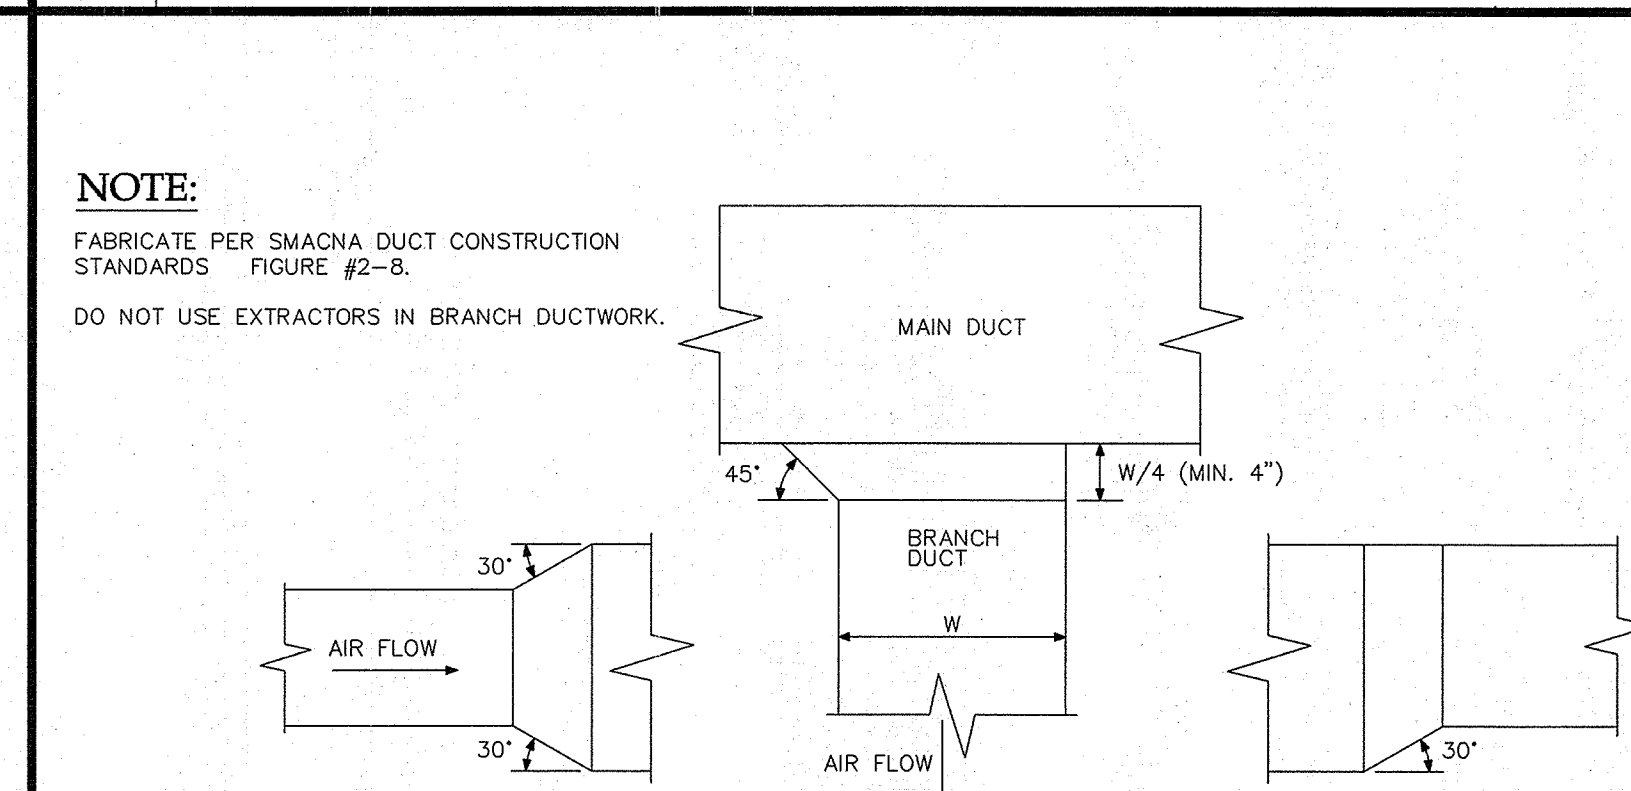 NOTE:
FABRICATE PER SMACNA DUCT CONSTRUCTION
STANDARDS FIGURE #2-8.
DO NOT USE EXTRACTORS IN BRANCH DUCTWORK.
MAIN DUCT
45°
W/4 (MIN. 4")
BRANCH
DUCT
30°
W
AIR FLOW
30°
AIR FLOW
30°